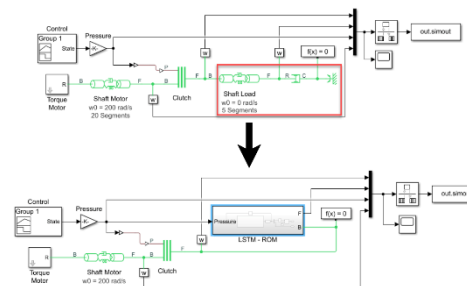 Control
Group 1
State
Pressure
-K-
P
f(x) = 0
out.simout
W
W
R
B
F
B
F
B
F
F
R
C
Torque
Motor
Shaft Motor
w0 = 200 rad/s
20 Segments
W
Clutch
Shaft Load
w0 = 0 rad/s
5 Segments
Control
Group 1
State
Pressure
-K-
P
Pressure
F
B
LSTM - ROM
f(x) = 0
out.simo
W
R
B
F
B
F
Torque
Motor
Shaft Motor
w0 = 200 rad/s
W
Clutch